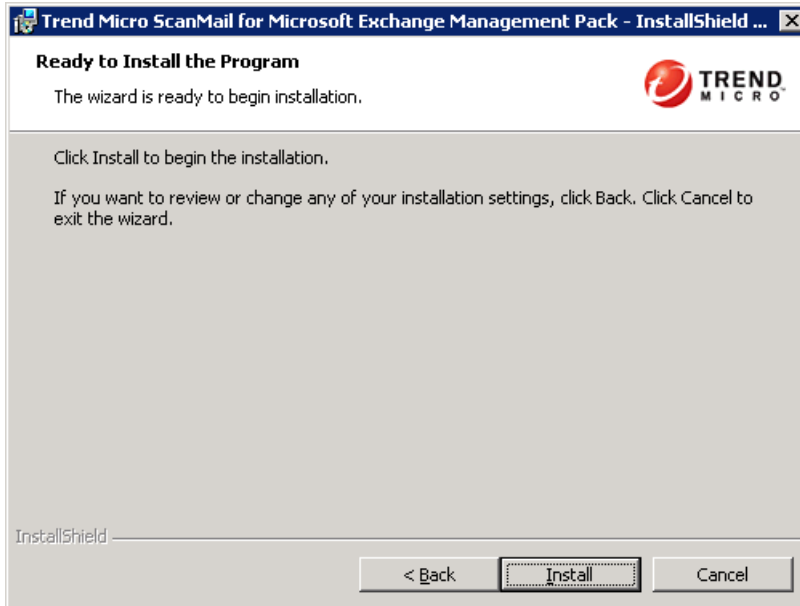 Trend Micro ScanMail for Microsoft Exchange Management Pack - InstallShield ...
Ready to Install the Program
The wizard is ready to begin installation.
TREND
MICRO
Click Install to begin the installation.
If you want to review or change any of your installation settings, click Back. Click Cancel to
exit the wizard.
InstallShield
< Back
Install
Cancel